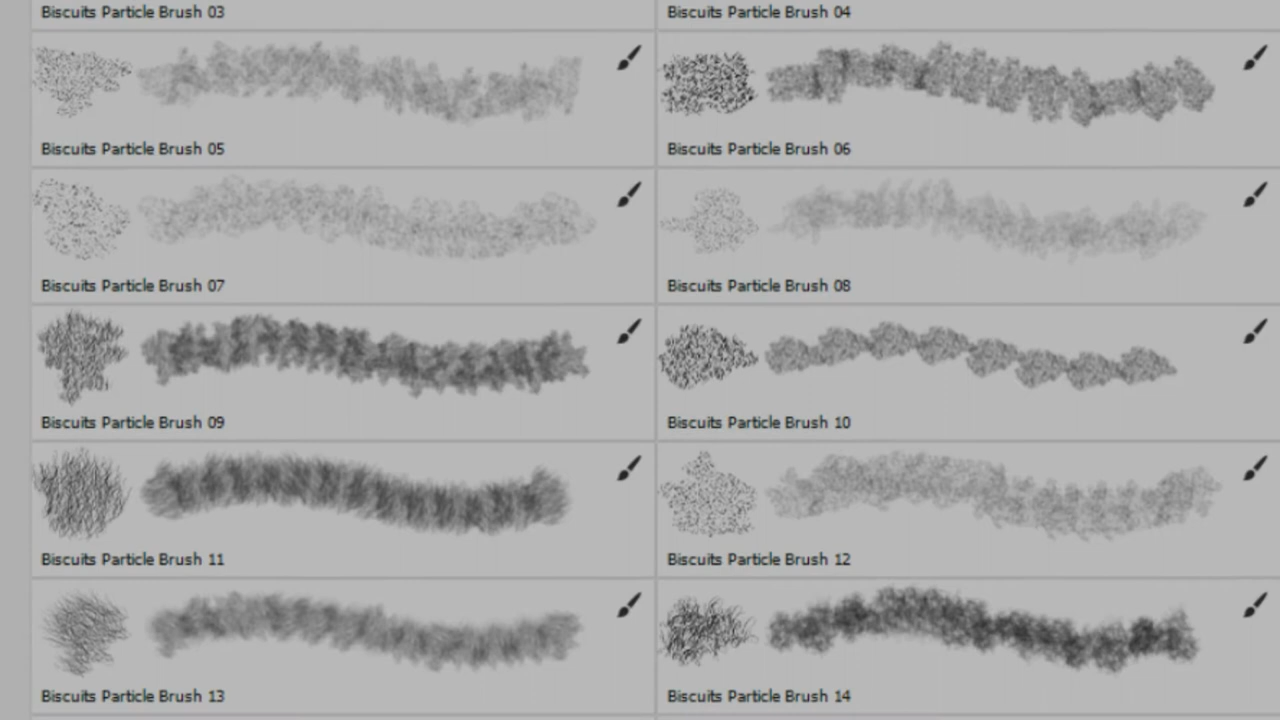 Biscuits Particle Brush 03
Biscuits Particle Brush 04
Biscuits Particle Brush 05
Biscuits Particle Brush 06
Biscuits Particle Brush 07
Biscuits Particle Brush 08
Biscuits Particle Brush 09
Biscuits Particle Brush 10
Biscuits Particle Brush 11
Biscuits Particle Brush 12
Biscuits Particle Brush 13
Biscuits Particle Brush 14